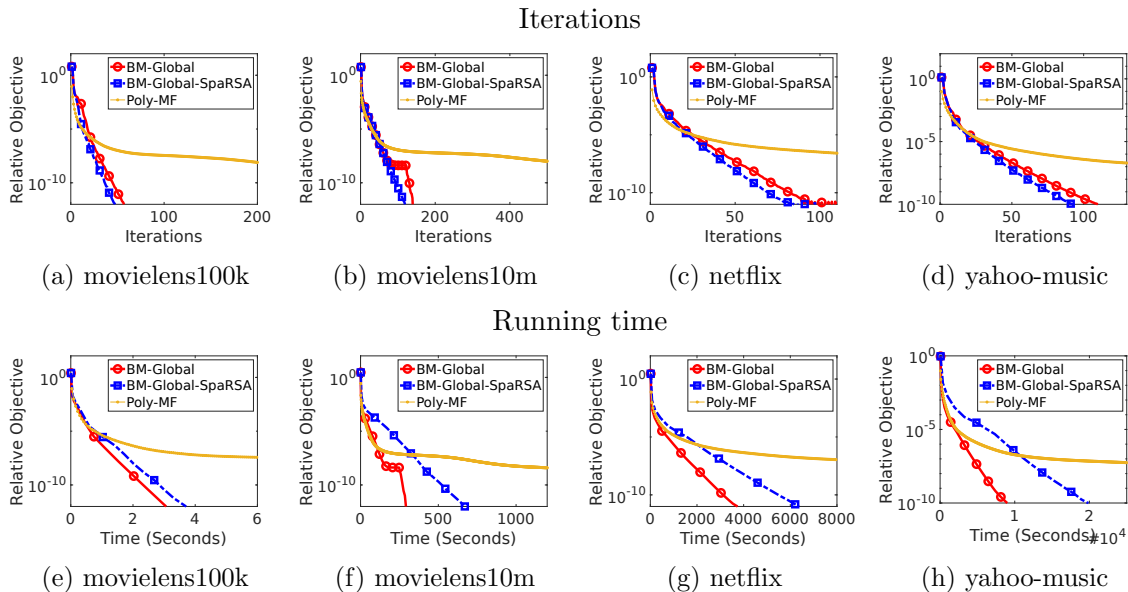 Iterations
Relative Objective
10^0
10^-10
BM-Global
BM-Global-SpaRSA
Poly-MF
0 100 200
Iterations
(a) movielens100k
Relative Objective
10^0
10^-10
BM-Global
BM-Global-SpaRSA
Poly-MF
0 200 400
Iterations
(b) movielens10m
Relative Objective
10^0
10^-10
BM-Global
BM-Global-SpaRSA
Poly-MF
0 50 100
Iterations
(c) netflix
Relative Objective
10^0
10^-5
10^-10
BM-Global
BM-Global-SpaRSA
Poly-MF
0 50 100
Iterations
(d) yahoo-music
Running time
Relative Objective
10^0
10^-10
BM-Global
BM-Global-SpaRSA
Poly-MF
0 2 4 6
Time (Seconds)
(e) movielens100k
Relative Objective
10^0
10^-10
BM-Global
BM-Global-SpaRSA
Poly-MF
0 500 1000
Time (Seconds)
(f) movielens10m
Relative Objective
10^0
10^-10
BM-Global
BM-Global-SpaRSA
Poly-MF
0 2000 4000 6000 8000
Time (Seconds)
(g) netflix
Relative Objective
10^0
10^-5
10^-10
BM-Global
BM-Global-SpaRSA
Poly-MF
0 1 2
Time (Seconds) #10^4
(h) yahoo-music